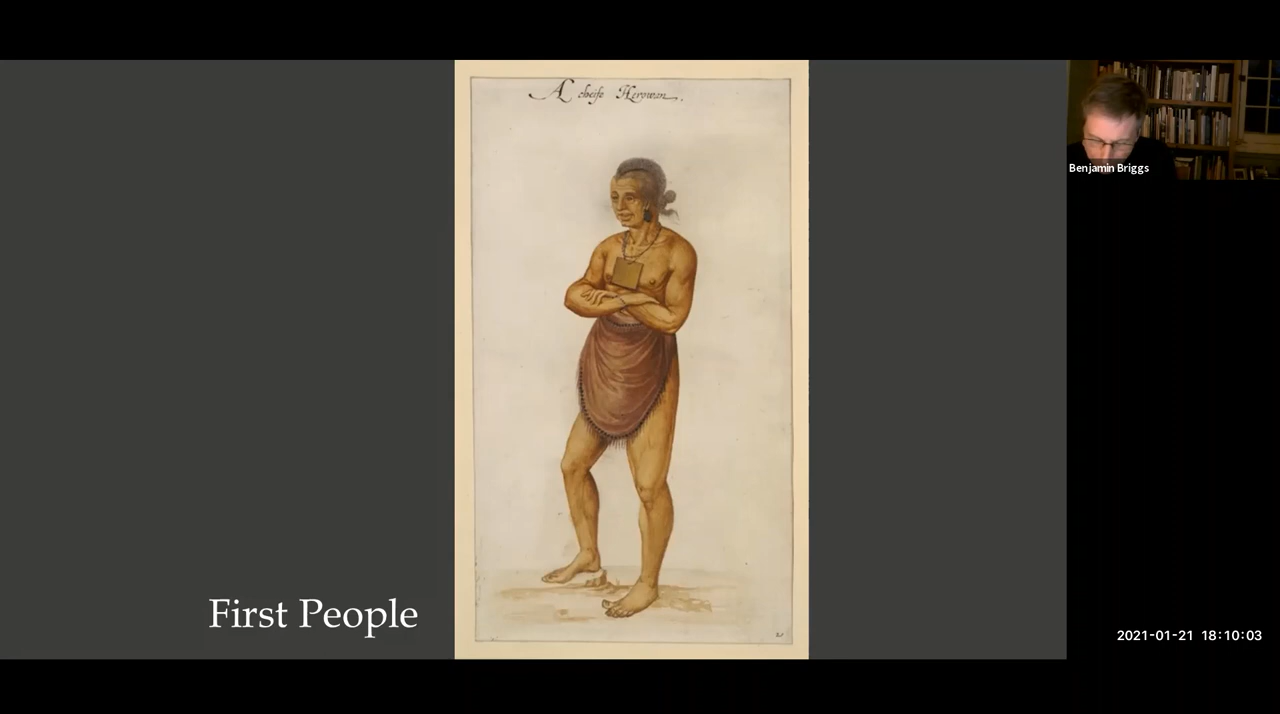 A cheife Herowan.
Benjamin Briggs
First People
2021-01-21 18:10:03